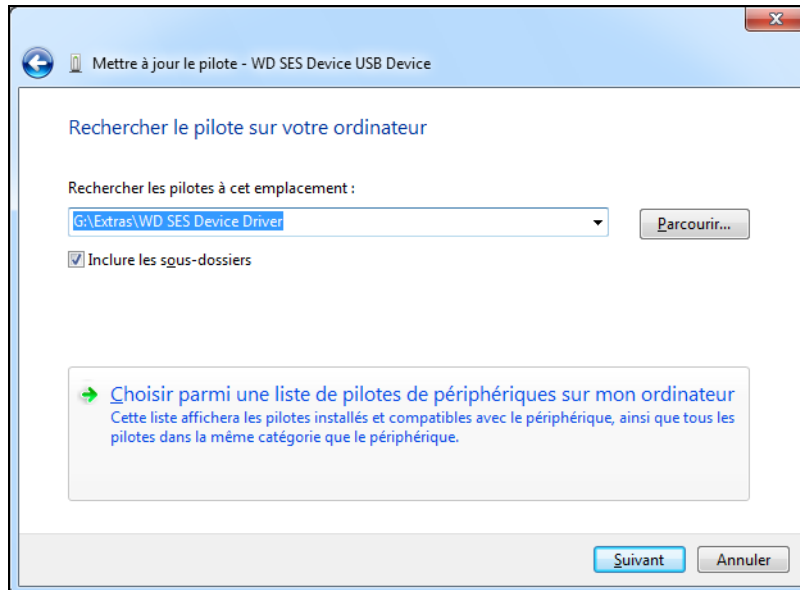 Mettre à jour le pilote - WD SES Device USB Device
Rechercher le pilote sur votre ordinateur
Rechercher les pilotes à cet emplacement :
G:\Extras\WD SES Device Driver
Parcourir...
Inclure les sous-dossiers
Choisir parmi une liste de pilotes de périphériques sur mon ordinateur
Cette liste affichera les pilotes installés et compatibles avec le périphérique, ainsi que tous les
pilotes dans la même catégorie que le périphérique.
Suivant
Annuler